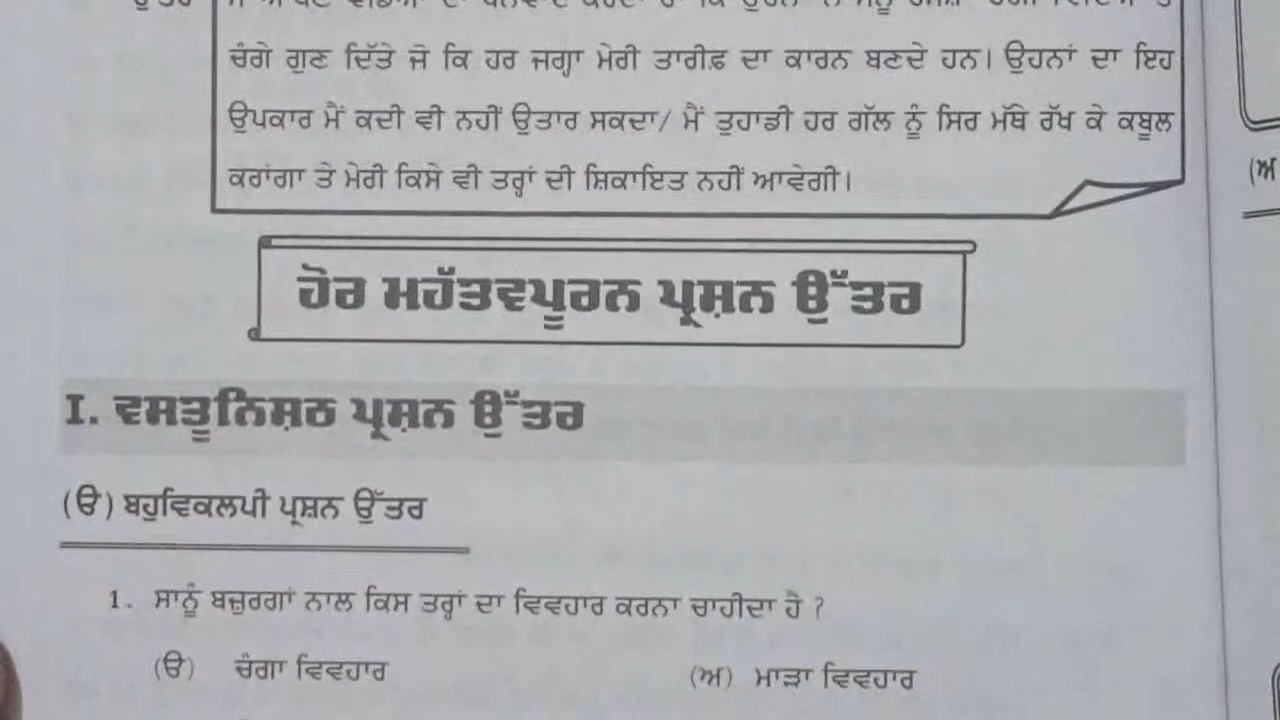 ਚੰਗੇ ਗੁਣ ਦਿੱਤੇ ਜੋ ਕਿ ਹਰ ਜਗ੍ਹਾ ਮੇਰੀ ਤਾਰੀਫ਼ ਦਾ ਕਾਰਨ ਬਣਦੇ ਹਨ। ਉਹਨਾਂ ਦਾ ਇਹ
ਉਪਕਾਰ ਮੈਂ ਕਦੀ ਵੀ ਨਹੀਂ ਉਤਾਰ ਸਕਦਾ/ ਮੈਂ ਤੁਹਾਡੀ ਹਰ ਗੱਲ ਨੂੰ ਸਿਰ ਮੱਥੇ ਰੱਖ ਕੇ ਕਬੂਲ
ਕਰਾਂਗਾ ਤੇ ਮੇਰੀ ਕਿਸੇ ਵੀ ਤਰ੍ਹਾਂ ਦੀ ਸ਼ਿਕਾਇਤ ਨਹੀਂ ਆਵੇਗੀ।
ਹੋਰ ਮਹੱਤਵਪੂਰਨ ਪ੍ਰਸ਼ਨ ਉੱਤਰ
I. ਵਸਤੂਨਿਸ਼ਠ ਪ੍ਰਸ਼ਨ ਉੱਤਰ
(ੳ) ਬਹੁਵਿਕਲਪੀ ਪ੍ਰਸ਼ਨ ਉੱਤਰ
1. ਸਾਨੂੰ ਬਜ਼ੁਰਗਾਂ ਨਾਲ ਕਿਸ ਤਰ੍ਹਾਂ ਦਾ ਵਿਵਹਾਰ ਕਰਨਾ ਚਾਹੀਦਾ ਹੈ ?
(ੳ) ਚੰਗਾ ਵਿਵਹਾਰ (ਅ) ਮਾੜਾ ਵਿਵਹਾਰ
(ਅ